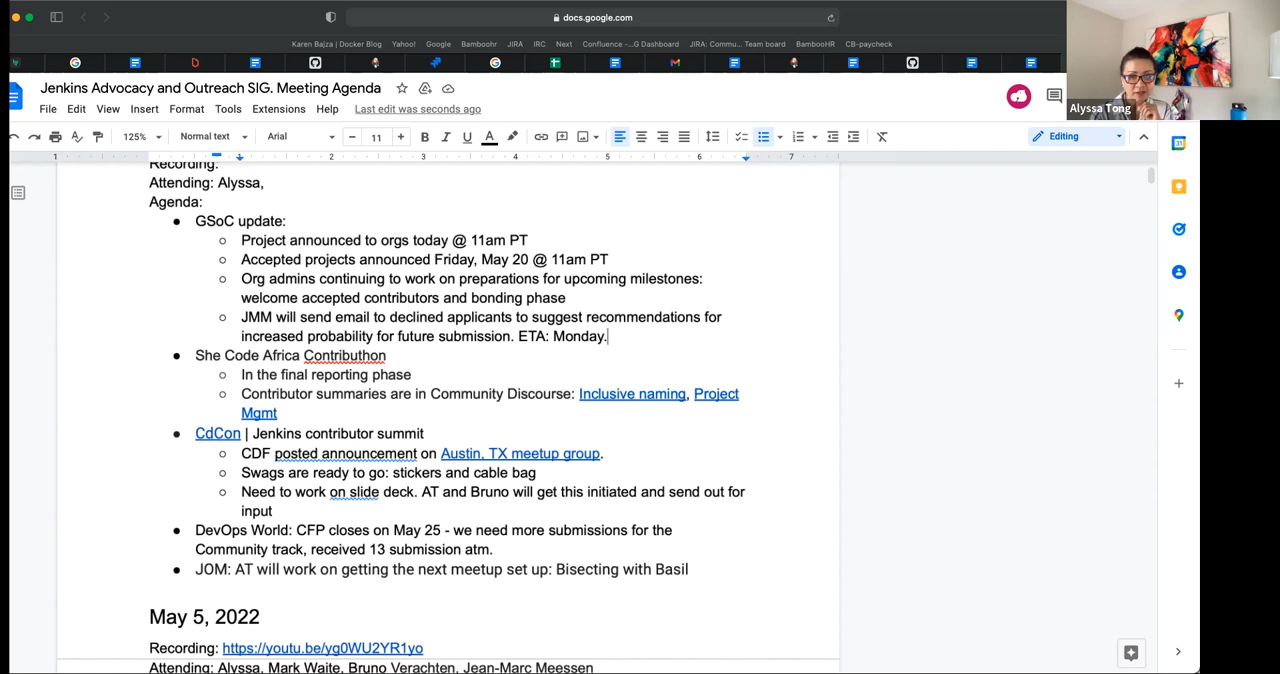 docs.google.com
Karen Bajza | Docker Blog Yahoo! Google Bamboohr JIRA IRC Next Confluence -...G Dashboard JIRA: Commu... Team board BambooHR CB-paycheck
Jenkins Advocacy and Outreach SIG. Meeting Agenda
Alyssa Tong
File Edit View Insert Format Tools Extensions Help Last edit was seconds ago
125% Normal text Arial 11 B I U A Editing
1 1 2 3 4 5 6 7
Recording:
Attending: Alyssa,
Agenda:
GSoC update:
Project announced to orgs today @ 11am PT
Accepted projects announced Friday, May 20 @ 11am PT
Org admins continuing to work on preparations for upcoming milestones:
welcome accepted contributors and bonding phase
JMM will send email to declined applicants to suggest recommendations for
increased probability for future submission. ETA: Monday.
She Code Africa Contributhon
In the final reporting phase
Contributor summaries are in Community Discourse: Inclusive naming, Project
Mgmt
CdCon | Jenkins contributor summit
CDF posted announcement on Austin, TX meetup group.
Swags are ready to go: stickers and cable bag
Need to work on slide deck. AT and Bruno will get this initiated and send out for
input
DevOps World: CFP closes on May 25 - we need more submissions for the
Community track, received 13 submission atm.
JOM: AT will work on getting the next meetup set up: Bisecting with Basil
May 5, 2022
Recording: https://youtu.be/yg0WU2YR1yo
Attending: Alyssa, Mark Waite, Bruno Verachten, Jean-Marc Meessen